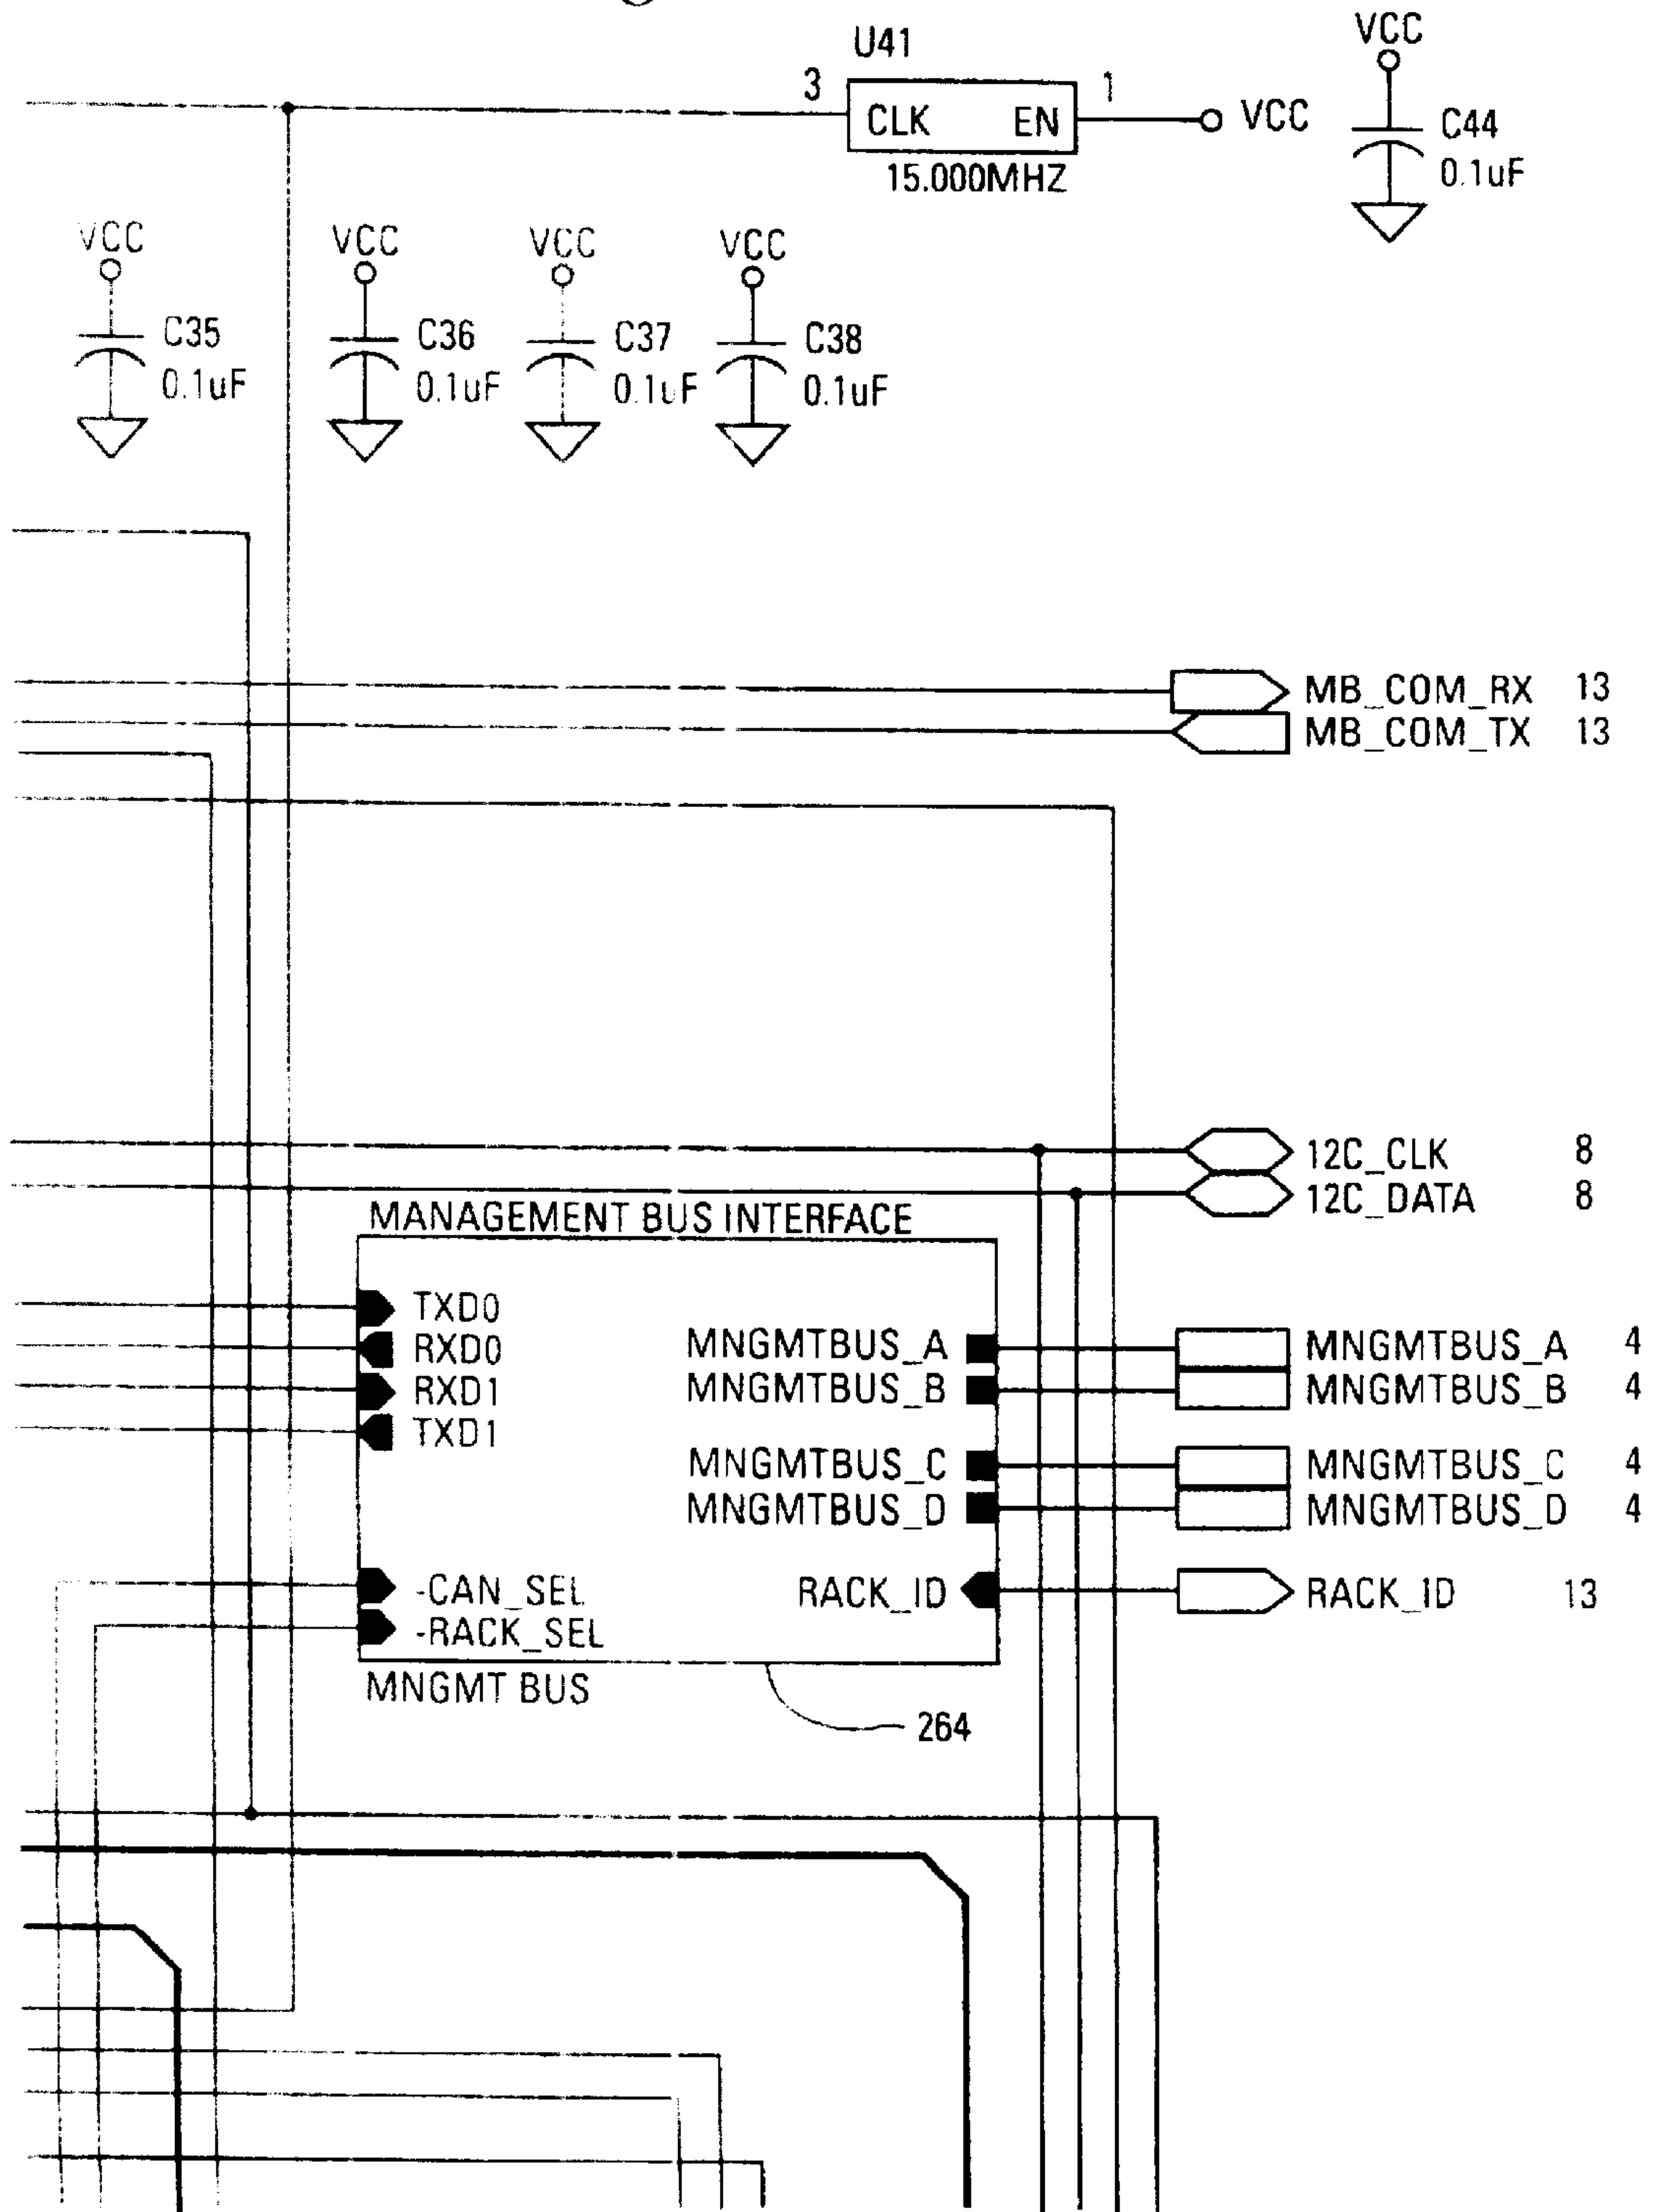 U41
3
CLK EN
1
VCC
15.000MHZ
VCC
C44
0.1uF
VCC
C35
0.1uF
VCC
C36
0.1uF
VCC
C37
0.1uF
VCC
C38
0.1uF
MB_COM_RX 13
MB_COM_TX 13
12C_CLK 8
12C_DATA 8
MANAGEMENT BUS INTERFACE
TXD0
RXD0
RXD1
TXD1
-CAN_SEL
-RACK_SEL
MNGMTBUS_A
MNGMTBUS_B
MNGMTBUS_C
MNGMTBUS_D
RACK_ID
MNGMTBUS_A 4
MNGMTBUS_B 4
MNGMTBUS_C 4
MNGMTBUS_D 4
RACK_ID 13
MNGMT BUS
264